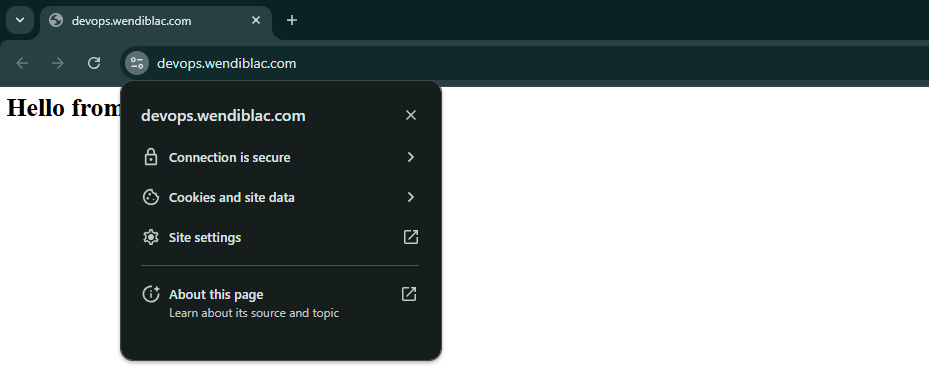 devops.wendiblac.com
devops.wendiblac.com
Hello from
devops.wendiblac.com
Connection is secure
Cookies and site data
Site settings
About this page
Learn about its source and topic